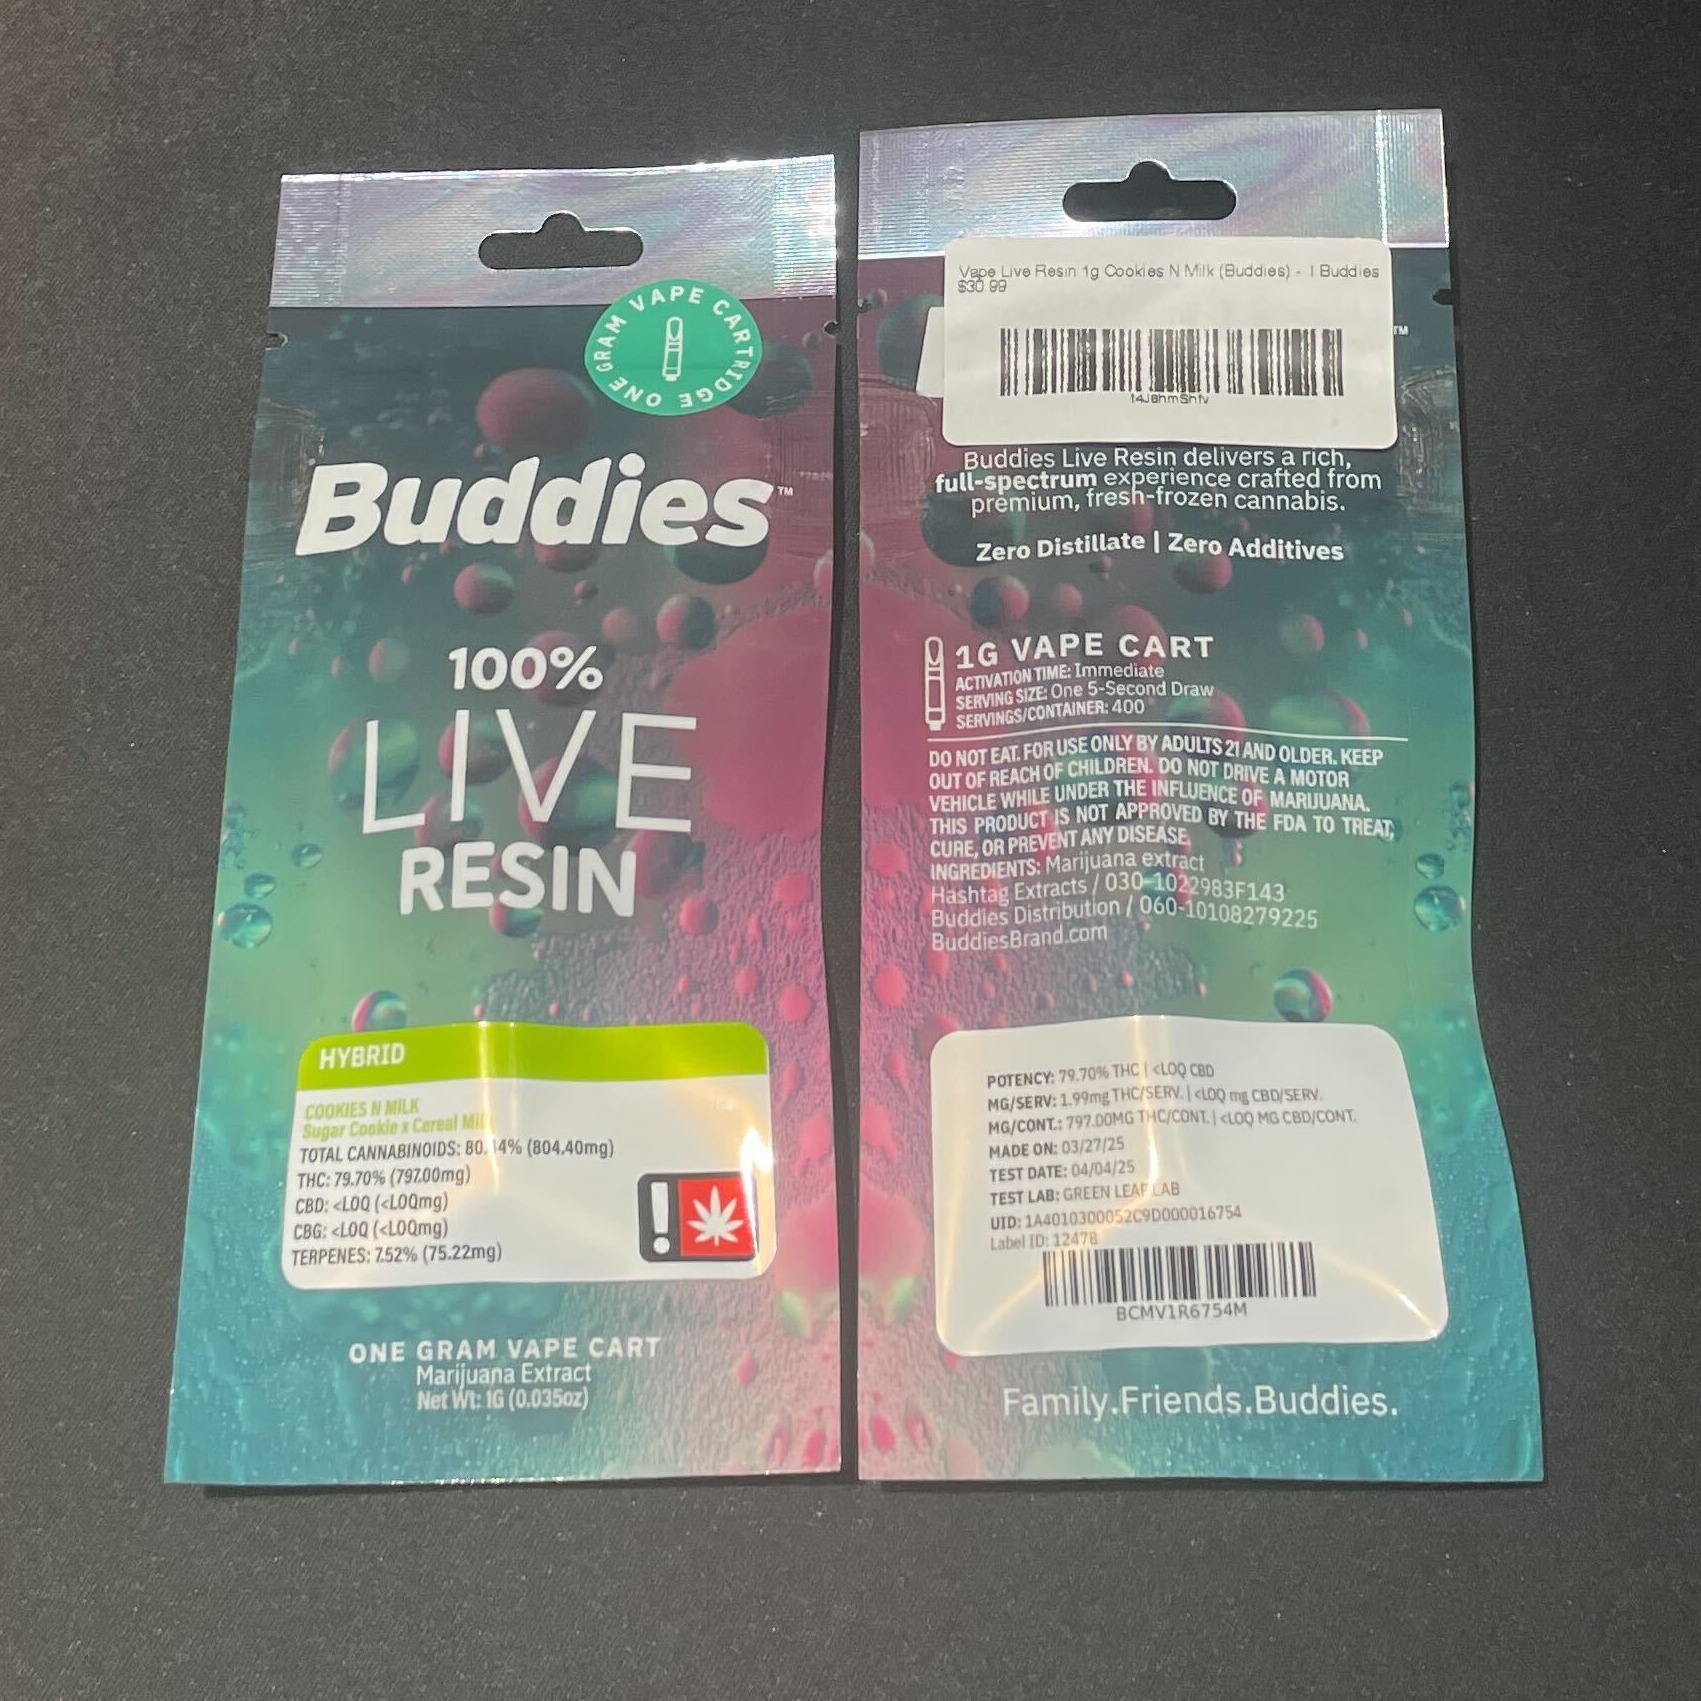 ONE GRAM VAPE CARTRIDGE
Buddies™
100%
LIVE
RESIN
HYBRID
COOKIES N MILK
Sugar Cookie x Cereal
TOTAL CANNABINOIDS: (804.40mg)
THC: 79.70% (797.00mg)
CBD: <LOQ (<LOQmg)
CBG: <LOQ (<LOQmg)
TERPENES: 7.52% (75.22mg)
!
ONE GRAM VAPE CART
Marijuana Extract
Net Wt: 1G (0.035oz)
Vape Live Resin 1g Cookies N Milk (Buddies) - | Buddies
$30.99
TM
Buddies Live Resin delivers a rich,
full-spectrum experience crafted from
premium, fresh-frozen cannabis.
Zero Distillate | Zero Additives
1G VAPE CART
ACTIVATION TIME: Immediate
SERVING SIZE: One 5-Second Draw
SERVINGS/CONTAINER: 400
DO NOT EAT. FOR USE ONLY BY ADULTS 21 AND OLDER. KEEP
OUT OF REACH OF CHILDREN. DO NOT DRIVE A MOTOR
VEHICLE WHILE UNDER THE INFLUENCE OF MARIJUANA.
THIS PRODUCT IS NOT APPROVED BY THE FDA TO TREAT,
CURE, OR PREVENT ANY DISEASE.
INGREDIENTS: Marijuana extract
Hashtag Extracts / 030-1022983F143
Buddies Distribution / 060-10108279225
BuddiesBrand.com
POTENCY: 79.70% THC | <LOQ CBD
MG/SERV: 1.99mg THC/SERV. | <LOQ mg CBD/SERV.
MG/CONT.: 797.00MG THC/CONT. | <LOQ MG CBD/CONT.
MADE ON: 03/27/25
TEST DATE: 04/04/25
TEST LAB: GREEN LEAF LAB
UID: 1A4010300052C9D000016754
Label ID: 12478
BCMV1R6754M
Family.Friends.Buddies.